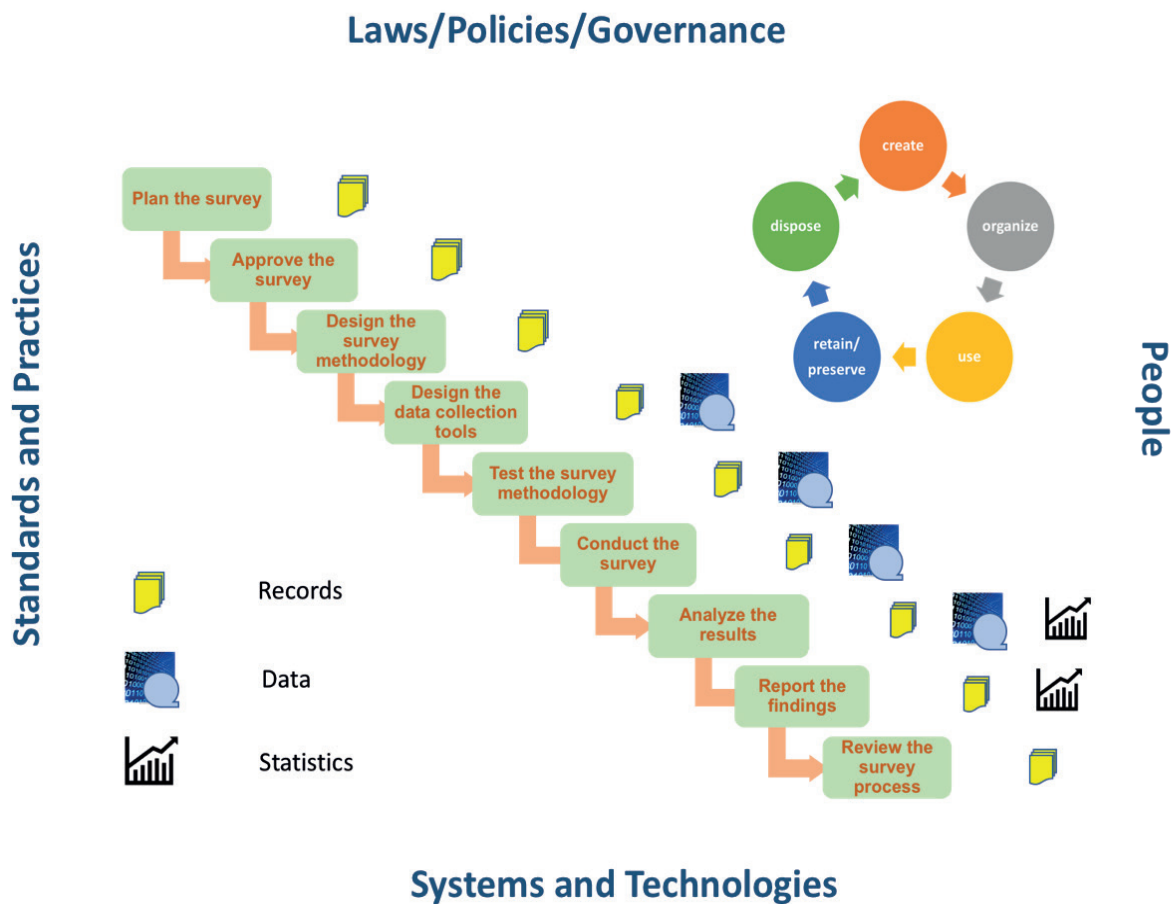 Laws/Policies/Governance
Standards and Practices
People
Plan the survey
Approve the
survey
Design the
survey
methodology
Design the
data collection
tools
Test the survey
methodology
Conduct the
survey
Analyze the
results
Report the
findings
Review the
survey
process
create
organize
use
retain/
preserve
dispose
Records
Data
Statistics
Systems and Technologies